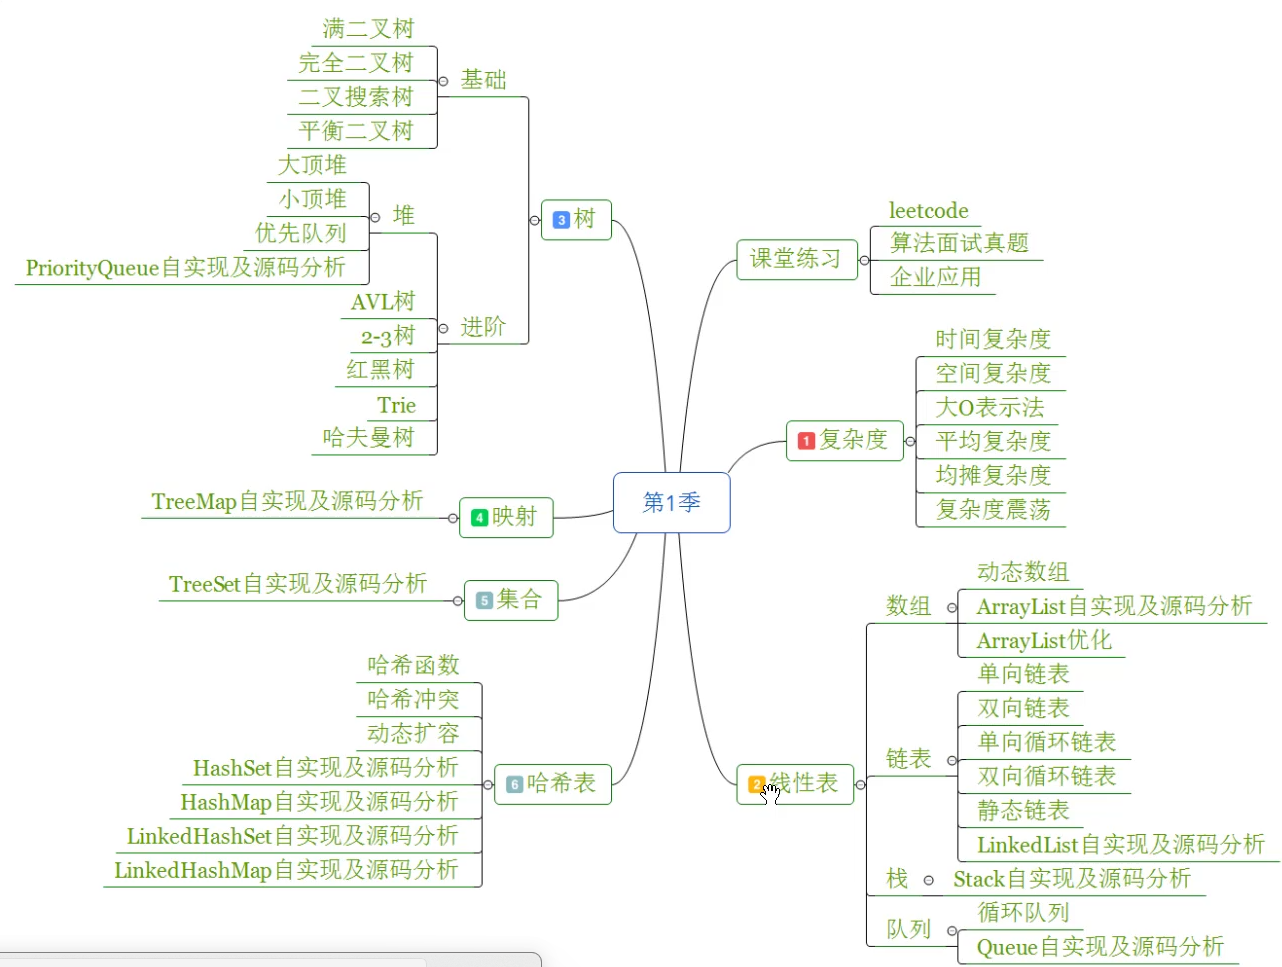 第1季
课堂练习
leetcode
算法面试真题
企业应用
1 复杂度
时间复杂度
空间复杂度
大O表示法
平均复杂度
均摊复杂度
复杂度震荡
2 线性表
数组
动态数组
ArrayList自实现及源码分析
ArrayList优化
链表
单向链表
双向链表
单向循环链表
双向循环链表
静态链表
LinkedList自实现及源码分析
栈
Stack自实现及源码分析
队列
循环队列
Queue自实现及源码分析
3 树
基础
满二叉树
完全二叉树
二叉搜索树
平衡二叉树
进阶
堆
大顶堆
小顶堆
优先队列
PriorityQueue自实现及源码分析
AVL树
2-3树
红黑树
Trie
哈夫曼树
4 映射
TreeMap自实现及源码分析
5 集合
TreeSet自实现及源码分析
6 哈希表
哈希函数
哈希冲突
动态扩容
HashSet自实现及源码分析
HashMap自实现及源码分析
LinkedHashSet自实现及源码分析
LinkedHashMap自实现及源码分析